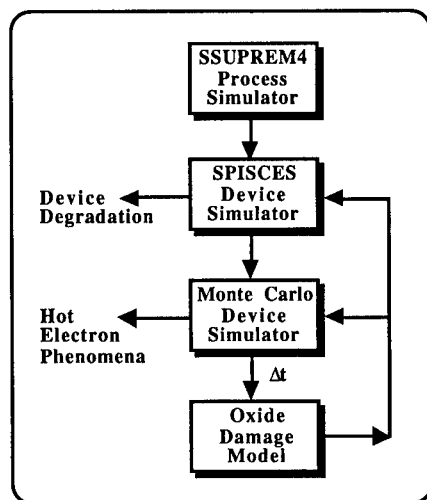 SSUPREM4
Process
Simulator
SPISCES
Device
Simulator
Device
Degradation
Monte Carlo
Device
Simulator
Hot
Electron
Phenomena
Δt
Oxide
Damage
Model